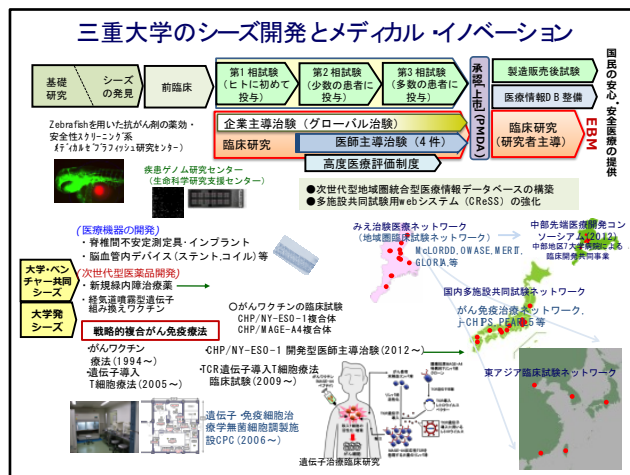 三重大学のシーズ開発とメディカル・イノベーション
基礎
研究
シーズ
の発見
前臨床
第1相試験
(ヒトに初めて
投与)
第2相試験
(少数の患者に
投与)
第3相試験
(多数の患者に
投与)
承認「上市」(PMDA)
製造販売後試験
医療情報DB整備
臨床研究
(研究者主導)
EBM
国民の安心・安全医療の提供
企業主導治験(グローバル治験)
臨床研究
医師主導治験(4件)
高度医療評価制度
Zebrafishを用いた抗がん剤の薬効・
安全性スクリーニング系
メディカルゼブラフィッシュ研究センター
疾患ゲノム研究センター
(生命科学研究支援センター)
●次世代型地域圏統合型医療情報データベースの構築
●多施設共同試験用webシステム(CReSS)の強化
(医療機器の開発)
・脊椎間不安定測定具・インプラント
・脳血管内デバイス(ステント、コイル)等
(次世代型医薬品開発)
・新規緑内障治療薬
・経気道噴霧型遺伝子
組み換えワクチン
大学・ベン
チャー共同
シーズ
大学発
シーズ
戦略的複合がん免疫療法
・がんワクチン
療法(1994~)
・遺伝子導入
T細胞療法
(2005~)
○がんワクチンの臨床試験
CHP/NY-ESO-1複合体
CHP/MAGE-A4複合体
・CHP/NY-ESO-1 開発型医師主導治験(2012~)
・TCR遺伝子導入T細胞療法
臨床試験(2009~)
遺伝子・免疫細胞治
療学無菌細胞調製施
設CPC(2006~)
遺伝子治療臨床研究
みえ治験医療ネットワーク
(地域圏臨床試験ネットワーク)
McLORDD,OWASE,MERIT,
GLORIA,等
中部先端医療開発コン
ソーシアム(2012)
中部地区7大学病院による
臨床開発共同事業
国内多施設共同試験ネットワーク
がん免疫治療ネットワーク,
j-CHIPS,PEARL5等
東アジア臨床試験ネットワーク